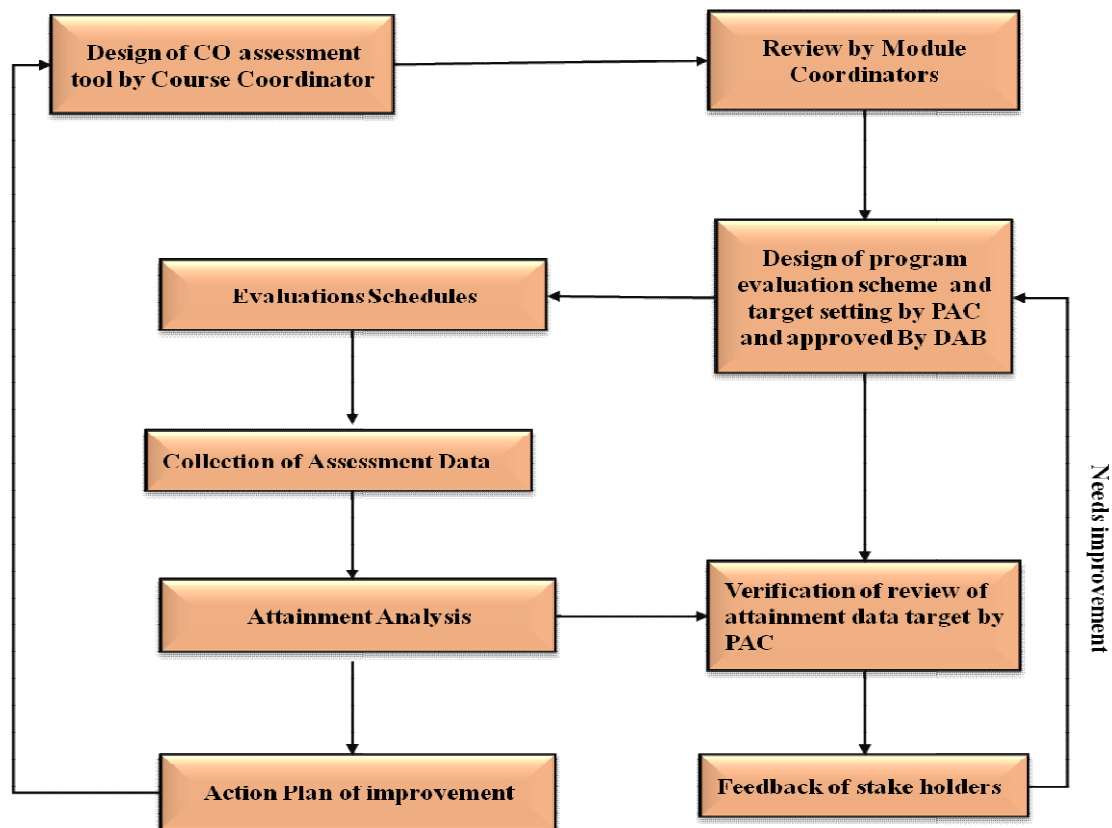 Design of CO assessment
tool by Course Coordinator
Review by Module
Coordinators
Design of program
evaluation scheme and
target setting by PAC
and approved By DAB
Evaluations Schedules
Collection of Assessment Data
Attainment Analysis
Verification of review of
attainment data target by
PAC
Needs improvement
Action Plan of improvement
Feedback of stake holders